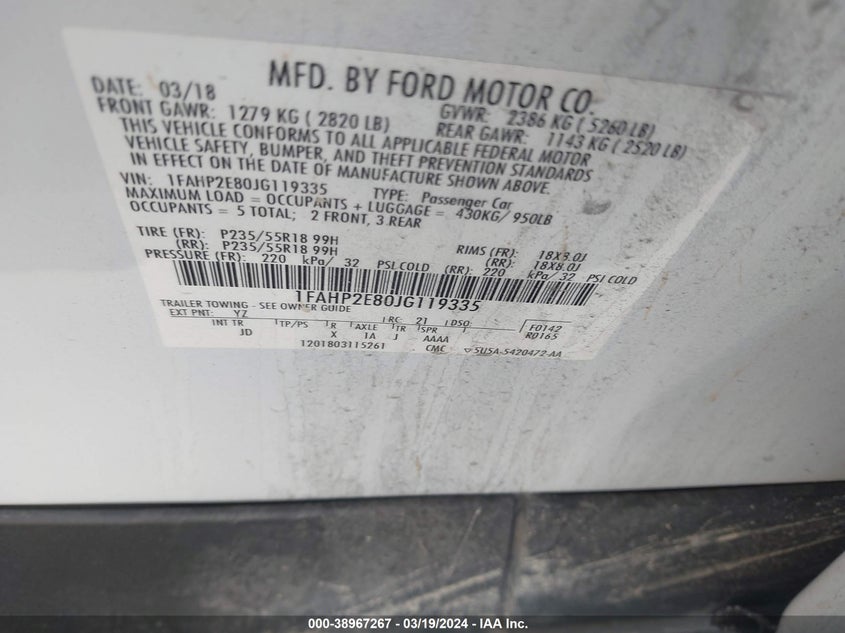 MFD. BY FORD MOTOR CO.
DATE: 03/18 GVWR: 2386 KG ( 5260 LB)
FRONT GAWR: 1279 KG ( 2820 LB) REAR GAWR: 1143 KG ( 2520 LB)
THIS VEHICLE CONFORMS TO ALL APPLICABLE FEDERAL MOTOR
VEHICLE SAFETY, BUMPER, AND THEFT PREVENTION STANDARDS
IN EFFECT ON THE DATE OF MANUFACTURE SHOWN ABOVE.
VIN: 1FAHP2E80JG119335 TYPE: Passenger Car
MAXIMUM LOAD = OCCUPANTS + LUGGAGE = 430KG/ 950LB
OCCUPANTS = 5 TOTAL; 2 FRONT, 3 REAR
TIRE (FR): P235/55R18 99H RIMS (FR): 18X8.0J
(RR): P235/55R18 99H (RR): 18X8.0J
PRESSURE (FR): 220 kPa/ 32 PSI COLD (RR): 220 kPa/ 32 PSI COLD
1FAHP2E80JG119335
TRAILER TOWING - SEE OWNER GUIDE
EXT PNT: YZ RC: 21 DSO: F0142
INT TR TP/PS R AXLE TR SPR R0165
JD X 1A J AAAA
1201803115261 CMC 5U5A-5420472-AA
000-38967267 - 03/19/2024 - IAA Inc.